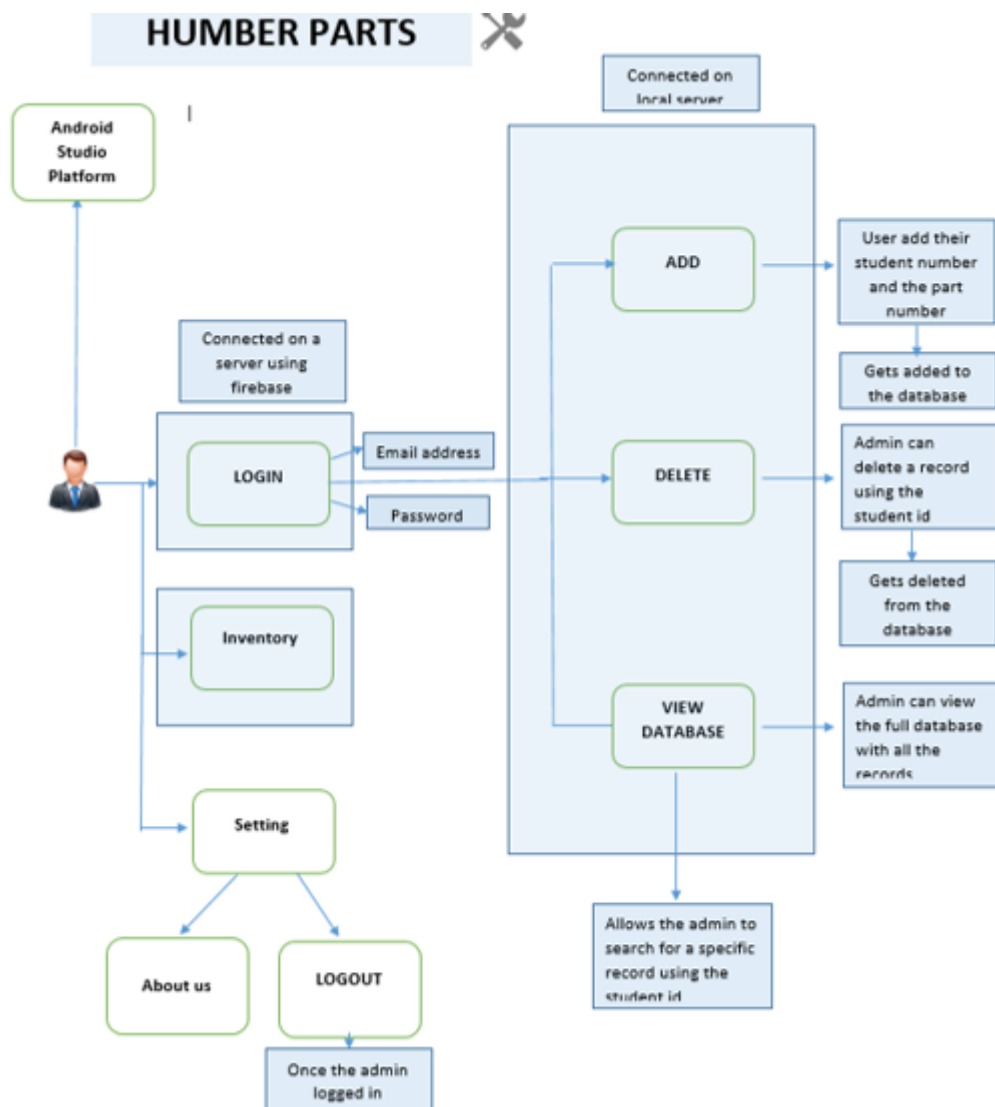 HUMBER PARTS
Connected on
local server
Android
Studio
Platform
ADD
User add their
student number
and the part
number
Connected on a
server using
firebase
Gets added to
the database
LOGIN
Email address
Password
DELETE
Admin can
delete a record
using the
student id
Gets deleted
from the
database
Inventory
VIEW
DATABASE
Admin can view
the full database
with all the
records
Setting
Allows the admin to
search for a specific
record using the
student id
About us
LOGOUT
Once the admin
logged in